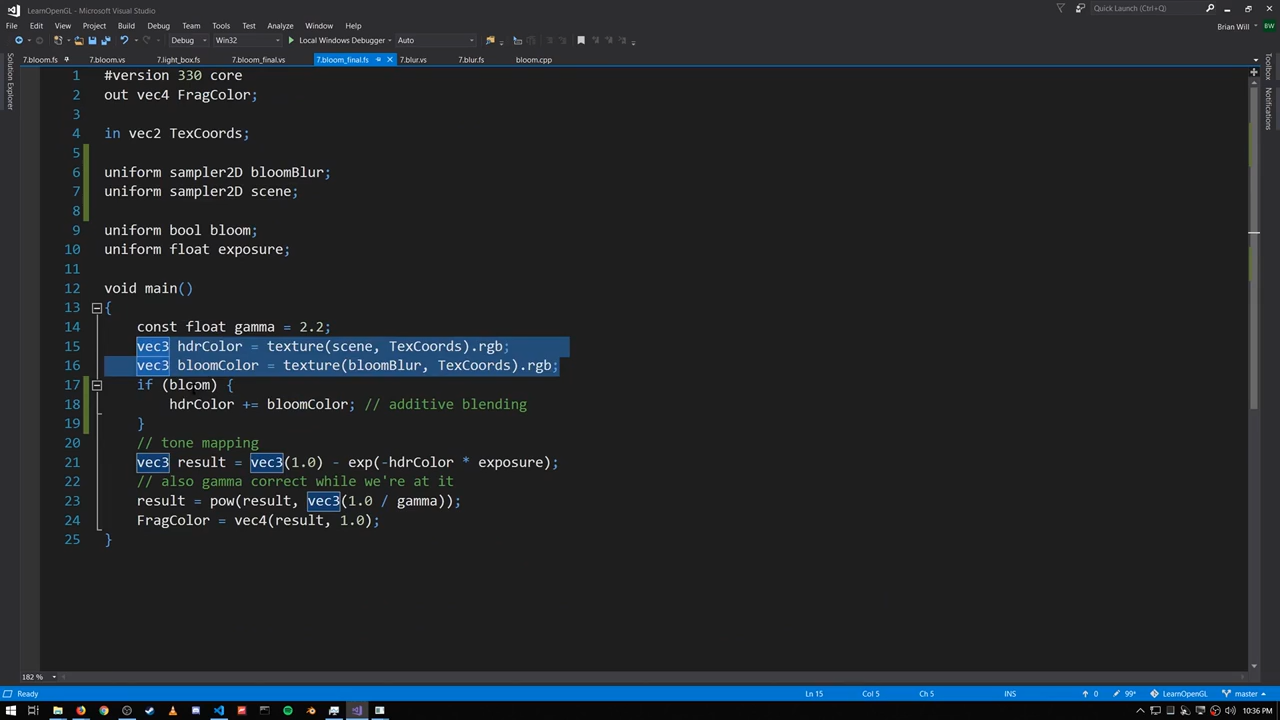 LearnOpenGL - Microsoft Visual Studio
Quick Launch (Ctrl+Q)
File Edit View Project Build Debug Team Tools Test Analyze Window Help
Brian Will BW
Debug Win32 Local Windows Debugger Auto
7.bloom.fs 7.bloom.vs 7.light_box.fs 7.bloom_final.vs 7.bloom_final.fs 7.blur.vs 7.blur.fs bloom.cpp
Solution Explorer
Toolbox
Notifications
1 #version 330 core
2 out vec4 FragColor;
3
4 in vec2 TexCoords;
5
6 uniform sampler2D bloomBlur;
7 uniform sampler2D scene;
8
9 uniform bool bloom;
10 uniform float exposure;
11
12 void main()
13 {
14 const float gamma = 2.2;
15 vec3 hdrColor = texture(scene, TexCoords).rgb;
16 vec3 bloomColor = texture(bloomBlur, TexCoords).rgb;
17 if (bloom) {
18 hdrColor += bloomColor; // additive blending
19 }
20 // tone mapping
21 vec3 result = vec3(1.0) - exp(-hdrColor * exposure);
22 // also gamma correct while we're at it
23 result = pow(result, vec3(1.0 / gamma));
24 FragColor = vec4(result, 1.0);
25 }
182 %
Ready Ln 15 Col 5 Ch 5 INS 0 99+ LearnOpenGL master
10:36 PM